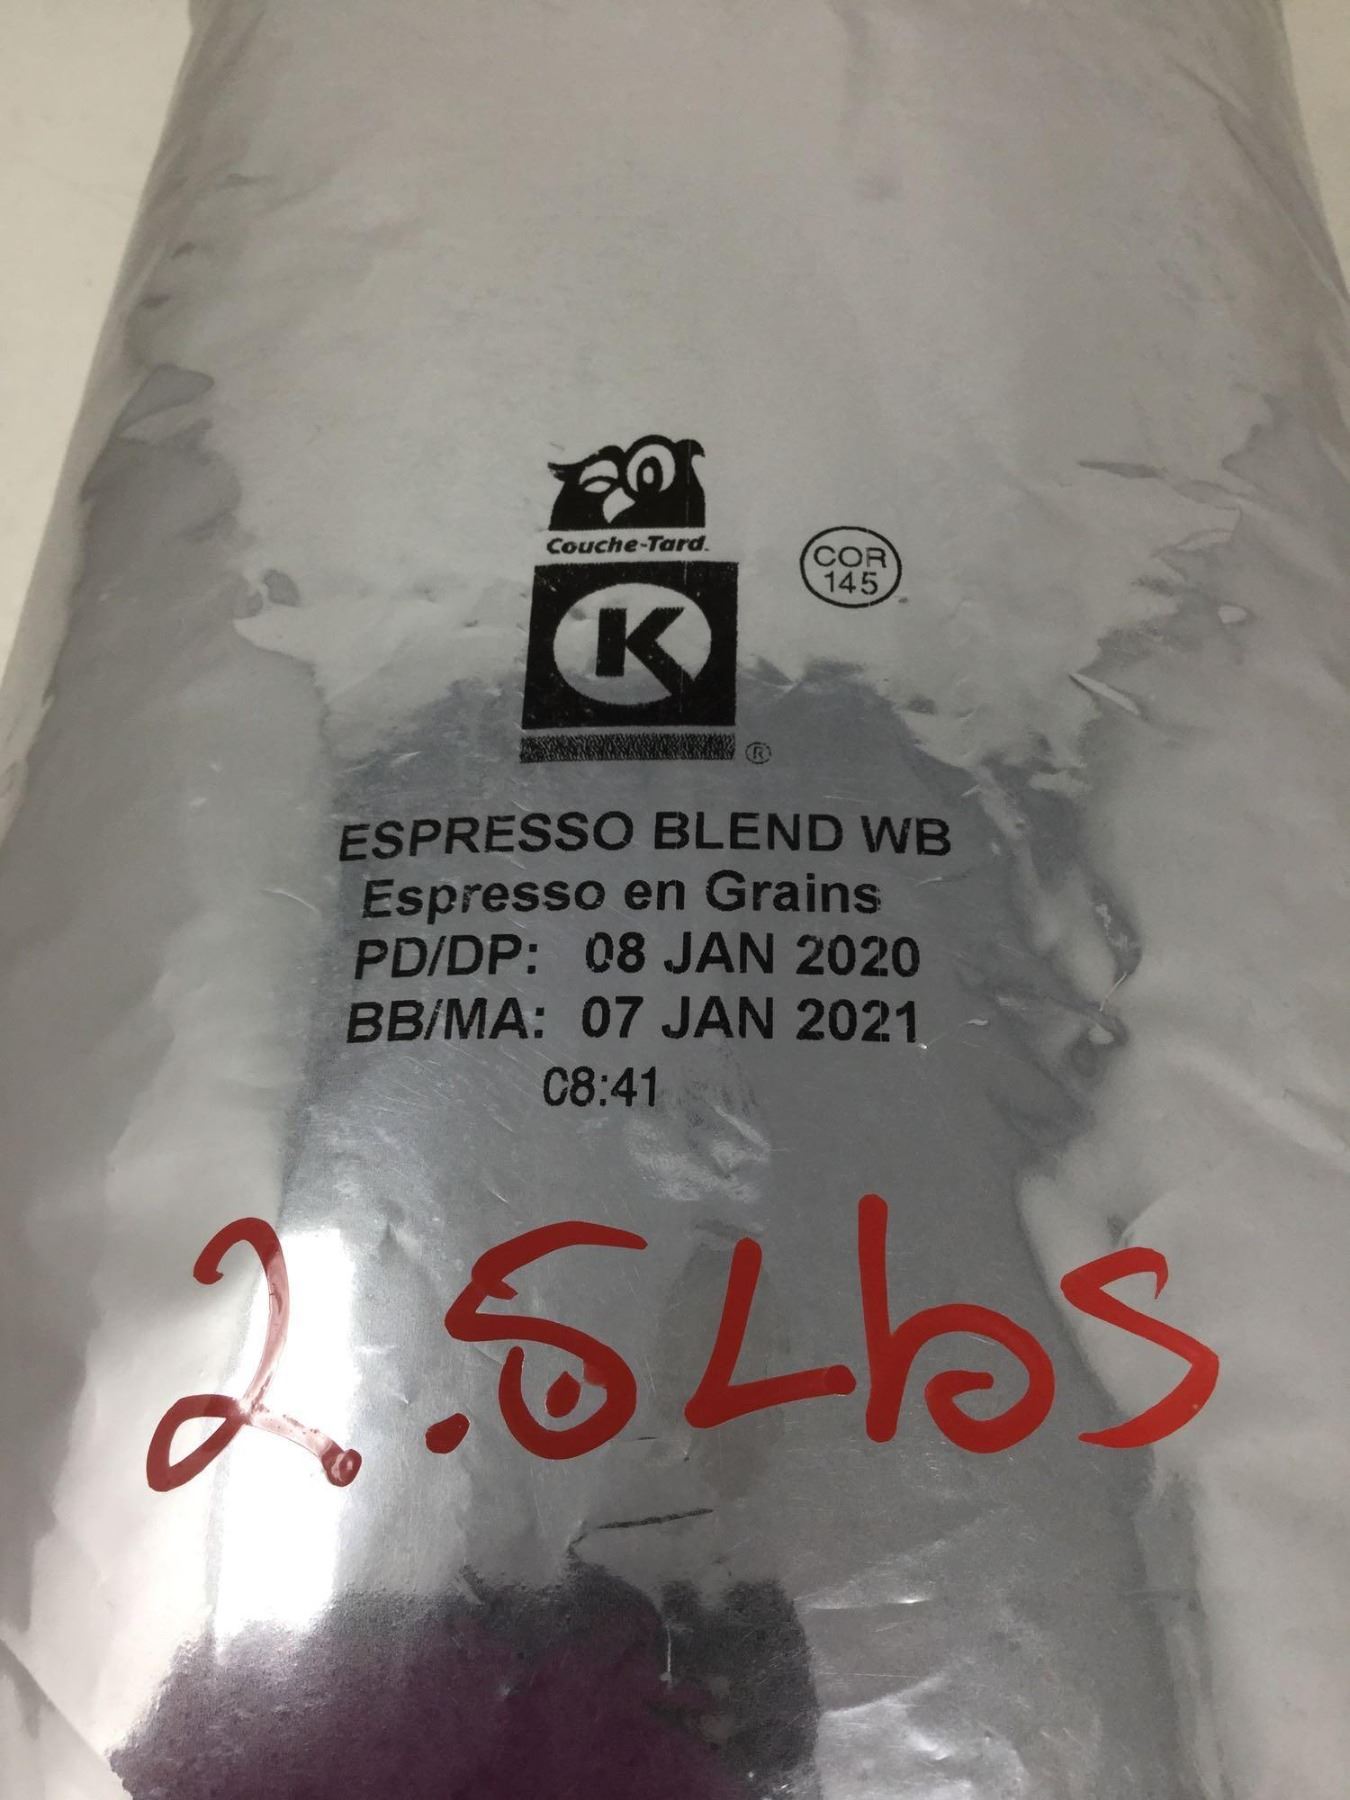 Couche-Tard.
COR
145
K
®
ESPRESSO BLEND WB
Espresso en Grains
PD/DP: 08 JAN 2020
BB/MA: 07 JAN 2021
08:41
2.5Lbs